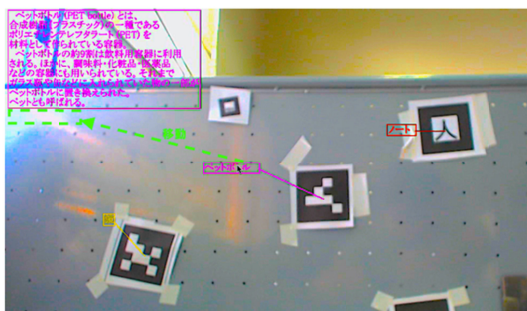 ペットボトル(PET bottle)とは、
合成樹脂(プラスチック)の一種である
ポリエチレンテレフタラート(PET)を
材料として作られている容器。
ペットボトルの約9割は飲料用容器に利用
される。ほかに、調味料・化粧品・医薬品
などの容器にも用いられている。それまで
ペットボトルに置き換えられた。
ペットとも呼ばれる。
移動
ノート
人
ペットボトル